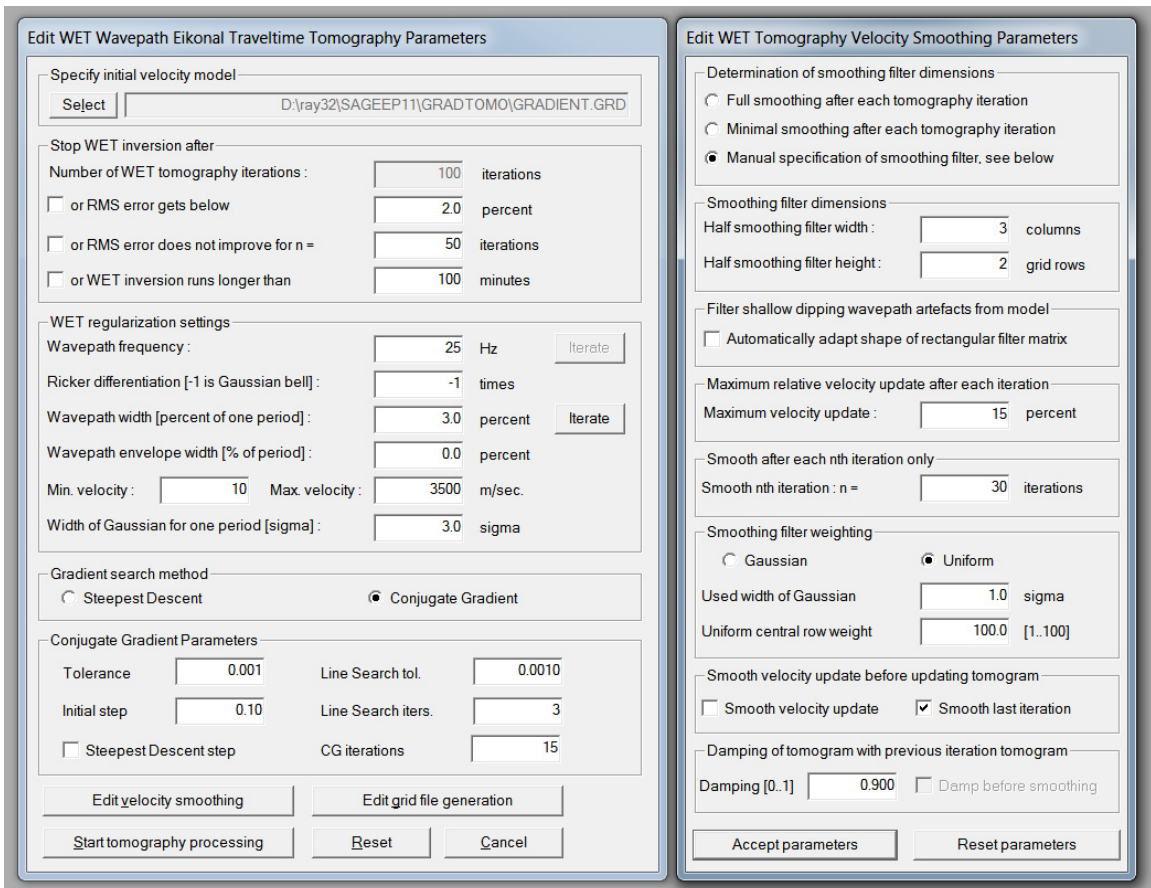 Edit WET Wavepath Eikonal Traveltime Tomography Parameters
Specify initial velocity model
Select D:\ray32\SAGEEP11\GRADTOMO\GRADIENT.GRD
Stop WET inversion after
Number of WET tomography iterations : 100 iterations
or RMS error gets below 2.0 percent
or RMS error does not improve for n = 50 iterations
or WET inversion runs longer than 100 minutes
WET regularization settings
Wavepath frequency : 25 Hz Iterate
Ricker differentiation [-1 is Gaussian bell] : -1 times
Wavepath width [percent of one period] : 3.0 percent Iterate
Wavepath envelope width [% of period] : 0.0 percent
Min. velocity : 10 Max. velocity : 3500 m/sec.
Width of Gaussian for one period [sigma] : 3.0 sigma
Gradient search method
Steepest Descent Conjugate Gradient
Conjugate Gradient Parameters
Tolerance 0.001 Line Search tol. 0.0010
Initial step 0.10 Line Search iters. 3
Steepest Descent step CG iterations 15
Edit velocity smoothing Edit grid file generation
Start tomography processing Reset Cancel
Edit WET Tomography Velocity Smoothing Parameters
Determination of smoothing filter dimensions
Full smoothing after each tomography iteration
Minimal smoothing after each tomography iteration
Manual specification of smoothing filter, see below
Smoothing filter dimensions
Half smoothing filter width : 3 columns
Half smoothing filter height : 2 grid rows
Filter shallow dipping wavepath artefacts from model
Automatically adapt shape of rectangular filter matrix
Maximum relative velocity update after each iteration
Maximum velocity update : 15 percent
Smooth after each nth iteration only
Smooth nth iteration : n = 30 iterations
Smoothing filter weighting
Gaussian Uniform
Used width of Gaussian 1.0 sigma
Uniform central row weight 100.0 [1..100]
Smooth velocity update before updating tomogram
Smooth velocity update Smooth last iteration
Damping of tomogram with previous iteration tomogram
Damping [0..1] 0.900 Damp before smoothing
Accept parameters Reset parameters